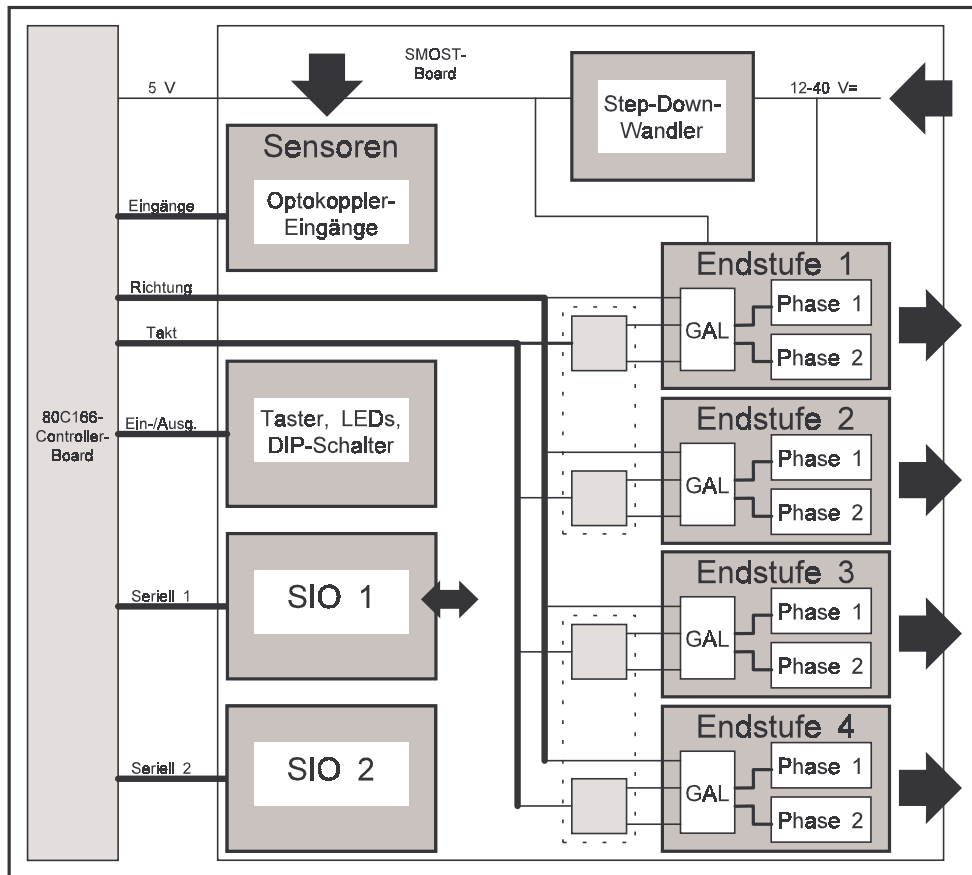 SMOST-
Board
5 V
Step-Down-
Wandler
12-40 V=
Sensoren
Optokoppler-
Eingänge
Eingänge
Richtung
Takt
80C166-
Controller-
Board
Ein-/Ausg.
Taster, LEDs,
DIP-Schalter
Seriell 1
SIO 1
Seriell 2
SIO 2
Endstufe 1
GAL
Phase 1
Phase 2
Endstufe 2
GAL
Phase 1
Phase 2
Endstufe 3
GAL
Phase 1
Phase 2
Endstufe 4
GAL
Phase 1
Phase 2